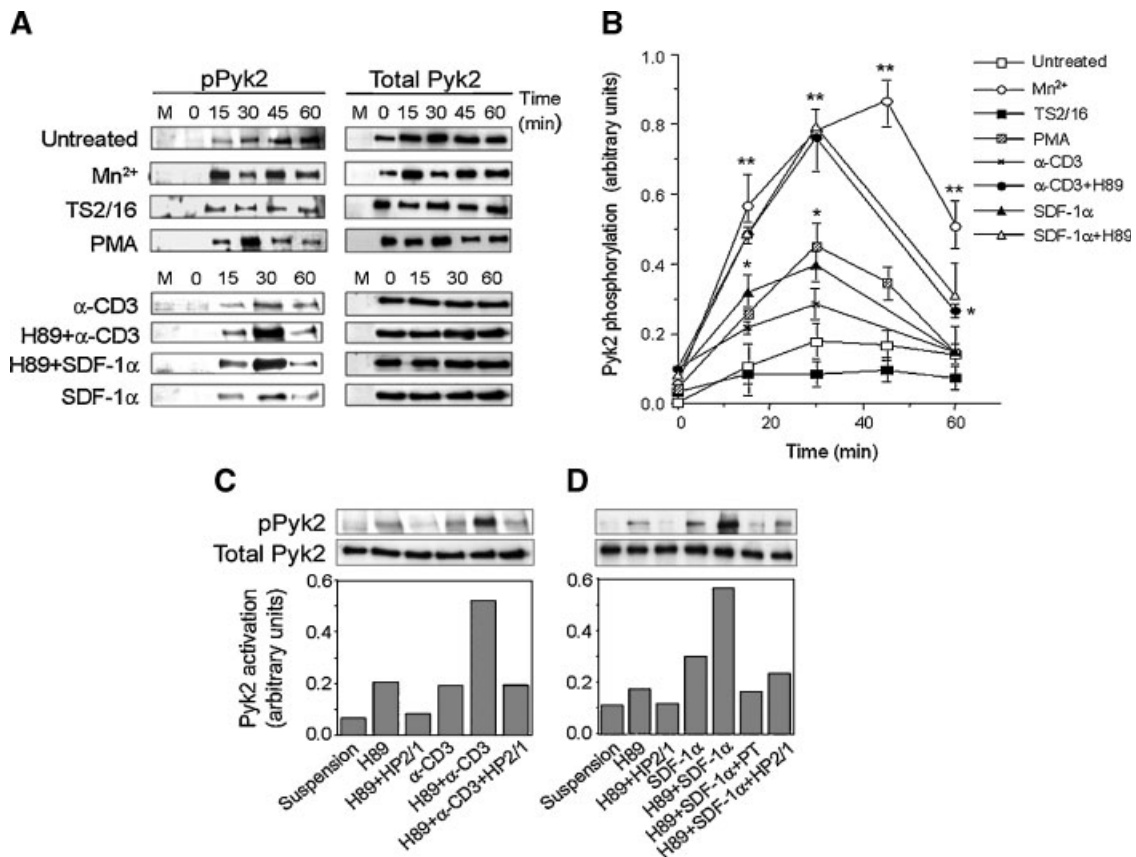 A
pPyk2 Total Pyk2
M 0 15 30 45 60 M 0 15 30 45 60 Time (min)
Untreated
Mn²⁺
TS2/16
PMA
M 0 15 30 60 M 0 15 30 60
α-CD3
H89+α-CD3
H89+SDF-1α
SDF-1α
B
Pyk2 phosphorylation (arbitrary units)
1.0
0.8
0.6
0.4
0.2
0.0
** ** ** **
* * *
0 20 40 60
Time (min)
Untreated
Mn²⁺
TS2/16
PMA
α-CD3
α-CD3+H89
SDF-1α
SDF-1α+H89
C
pPyk2
Total Pyk2
Pyk2 activation
(arbitrary units)
0.6
0.4
0.2
0.0
Suspension
H89
H89+HP2/1
α-CD3
H89+α-CD3
H89+α-CD3+HP2/1
D
0.6
0.4
0.2
0.0
Suspension
H89
H89+HP2/1
SDF-1α
H89+SDF-1α
H89+SDF-1α+PT
H89+SDF-1α+HP2/1